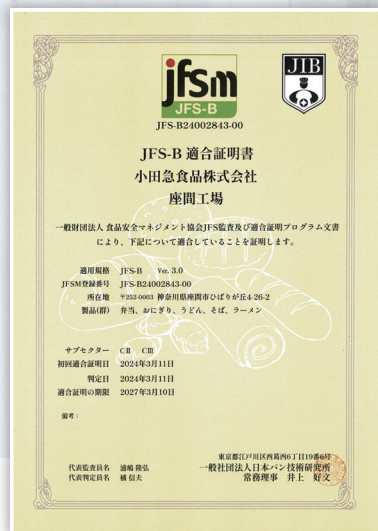 jfsm
JFS-B
JIB
JFS-B24002843-00
JFS-B 適合証明書
小田急食品株式会社
座間工場
一般財団法人 食品安全マネジメント協会JFS監査及び適合証明プログラム文書
により、下記について適合していることを証明します。
適用規格 JFS-B Ver. 3.0
JFSM登録番号 JFS-B24002843-00
所在地 〒252-0003 神奈川県座間市ひばりが丘4-26-2
製品(群) 弁当、おにぎり、うどん、そば、ラーメン
サブセクター CⅡ CⅢ
初回適合証明日 2024年3月11日
判定日 2024年3月11日
適合証明の期限 2027年3月10日
備考：
東京都江戸川区西葛西6丁目19番6号
代表監査員名 浦嶋 隆弘 一般社団法人日本パン技術研究所
代表判定員名 橘 信夫 常務理事 井上 好文